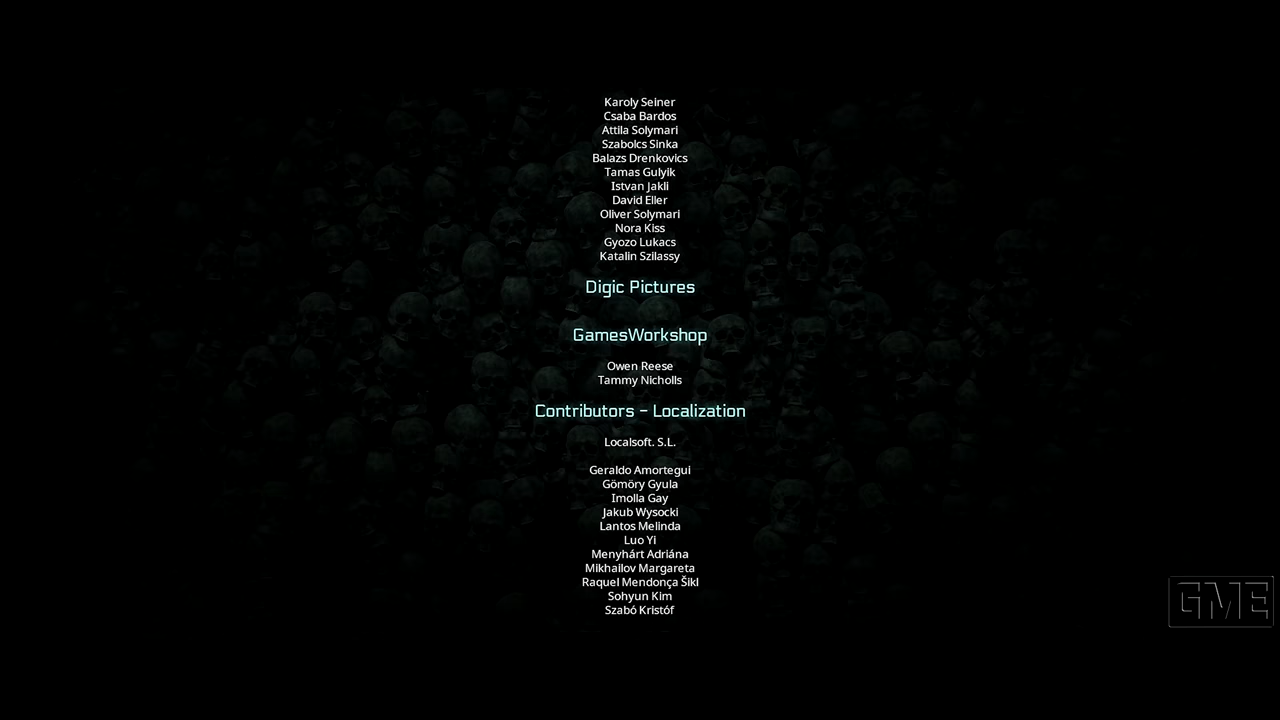 Karoly Seiner
Csaba Bardos
Attila Solymari
Szabolcs Sinka
Balazs Drenkovics
Tamas Gulyik
Istvan Jakli
David Eller
Oliver Solymari
Nora Kiss
Gyozo Lukacs
Katalin Szilassy
Digic Pictures
GamesWorkshop
Owen Reese
Tammy Nicholls
Contributors - Localization
Localsoft. S.L.
Geraldo Amortegui
Gömöry Gyula
Imolla Gay
Jakub Wysocki
Lantos Melinda
Luo Yi
Menyhárt Adriána
Mikhailov Margareta
Raquel Mendonça Šikl
Sohyun Kim
Szabó Kristóf
GME